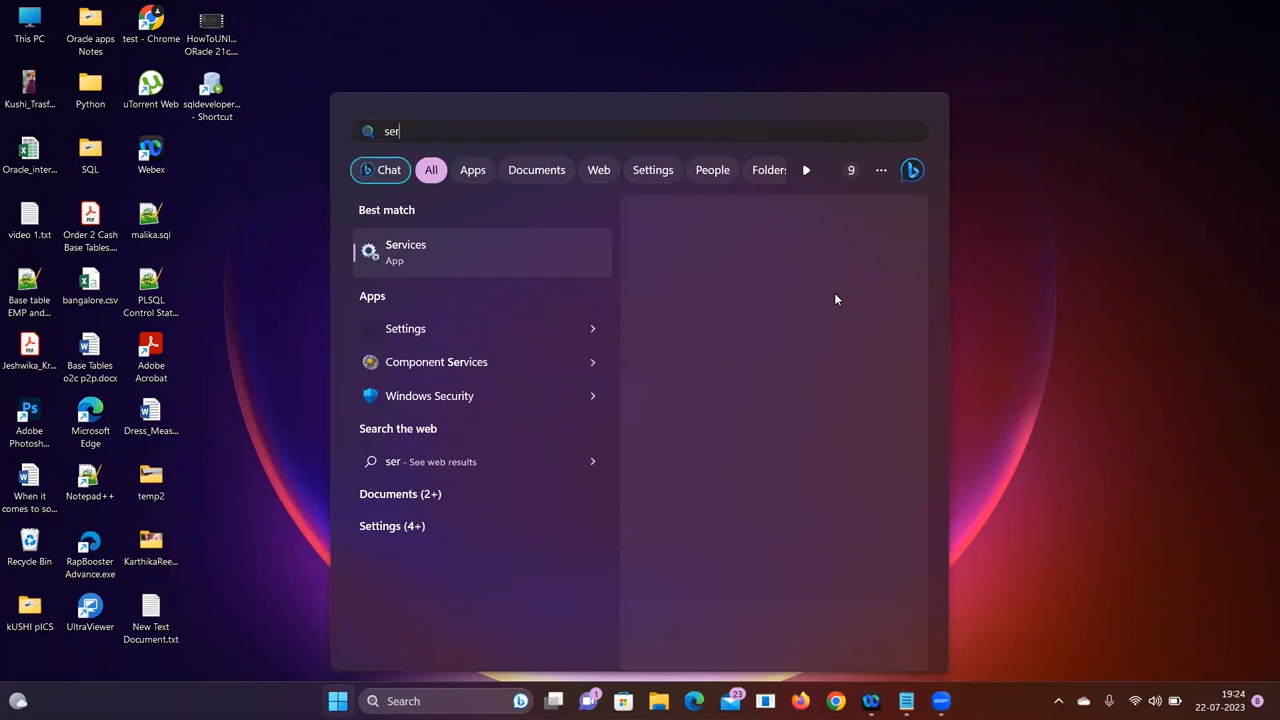 This PC
Oracle apps
Notes
test - Chrome
HowToUNI...
ORacle 21c....
Kushi_Trasf...
Python
uTorrent Web
sqldeveloper...
- Shortcut
Oracle_inter...
SQL
Webex
video 1.txt
Order 2 Cash
Base Tables....
malika.sql
Base table
EMP and...
bangalore.csv
PLSQL
Control Stat...
Jeshwika_Kr...
Base Tables
o2c p2p.docx
Adobe
Acrobat
Adobe
Photosh...
Microsoft
Edge
Dress_Meas...
When it
comes to so...
Notepad++
temp2
Recycle Bin
RapBooster
Advance.exe
KarthikaRee...
kUSHI pICS
UltraViewer
New Text
Document.txt
ser
Chat
All
Apps
Documents
Web
Settings
People
Folders
9
Best match
Services
App
Apps
Settings
Component Services
Windows Security
Search the web
ser - See web results
Documents (2+)
Settings (4+)
Search
1
23
zoom
19:24
22-07-2023
8